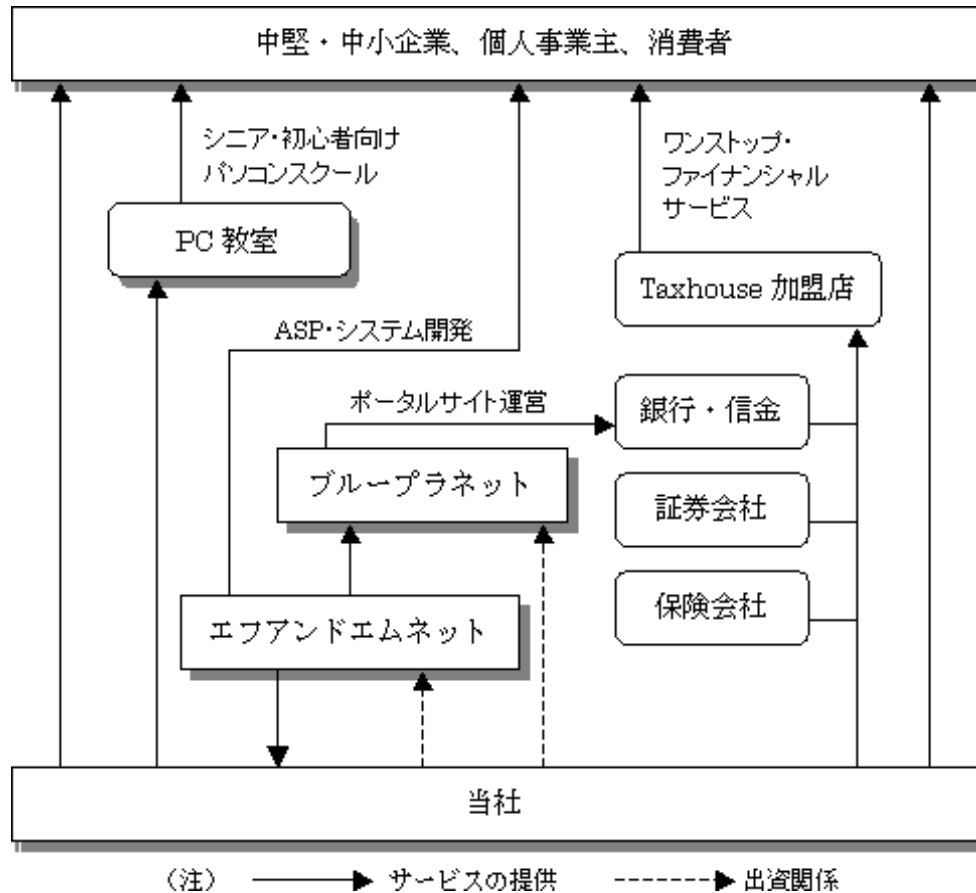 中堅・中小企業、個人事業主、消費者
シニア・初心者向け
パソコンスクール
ワンストップ・
ファイナンシャル
サービス
PC 教室
Taxhouse 加盟店
ASP・システム開発
ポータルサイト運営
銀行・信金
ブループラネット
証券会社
エフアンドエムネット
保険会社
当社
(注) サービスの提供 出資関係